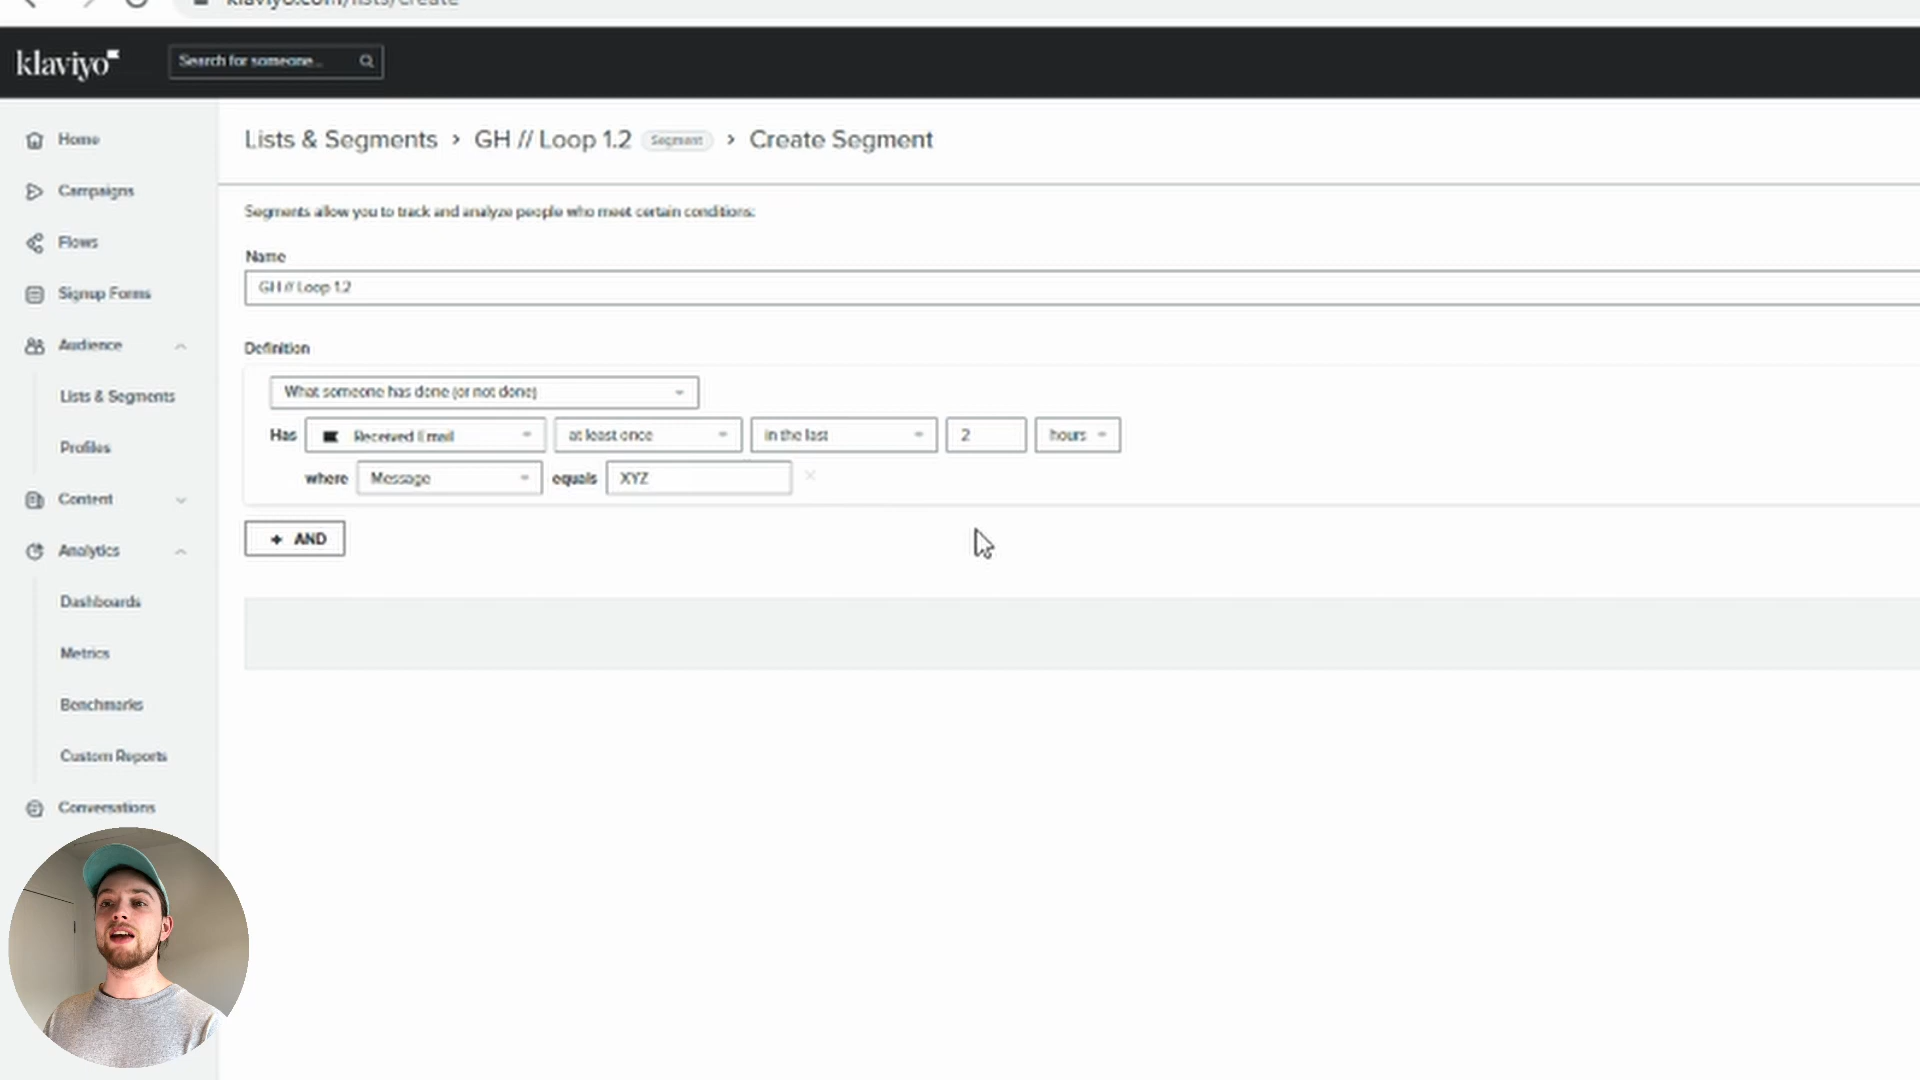 klaviyo.com/lists/create
klaviyo
Search for someone...
Home
Campaigns
Flows
Signup Forms
Audience
Lists & Segments
Profiles
Content
Analytics
Dashboards
Metrics
Benchmarks
Custom Reports
Conversations
Lists & Segments › GH // Loop 1.2 Segment › Create Segment
Segments allow you to track and analyze people who meet certain conditions:
Name
GH // Loop 1.2
Definition
What someone has done (or not done)
Has Received Email at least once in the last 2 hours
where Message equals XYZ
+ AND